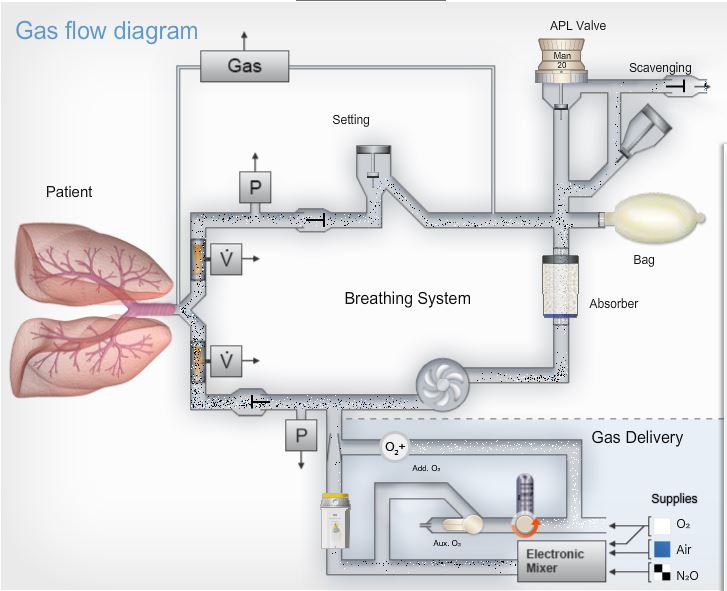 Gas flow diagram
APL Valve
Man
20
Gas
Scavenging
Setting
P
Patient
V̇
Bag
Breathing System
Absorber
V̇
P
O₂+
Gas Delivery
Add. O₂
Supplies
O₂
Aux. O₂
Air
Electronic
Mixer
N₂O